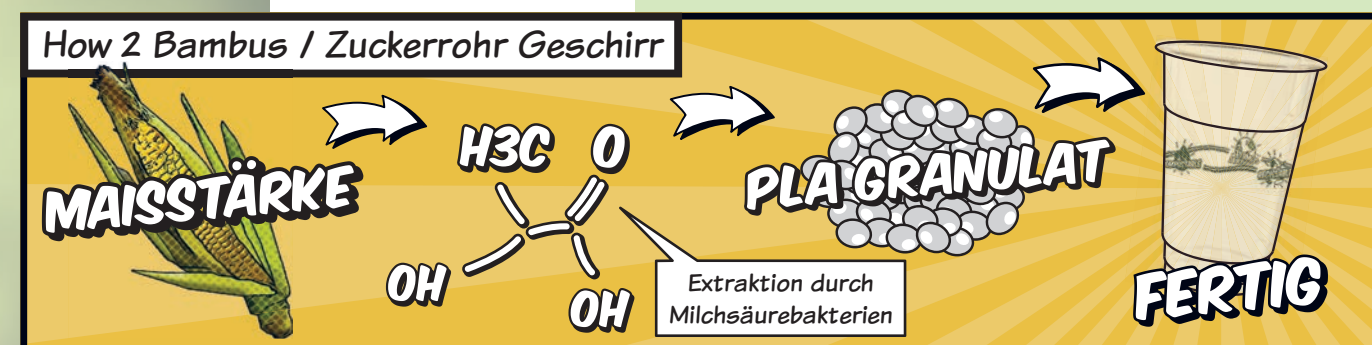 How 2 Bambus / Zuckerrohr Geschirr
MAISSTÄRKE
H3C O
OH
OH
Extraktion durch
Milchsäurebakterien
PLA GRANULAT
FERTIG